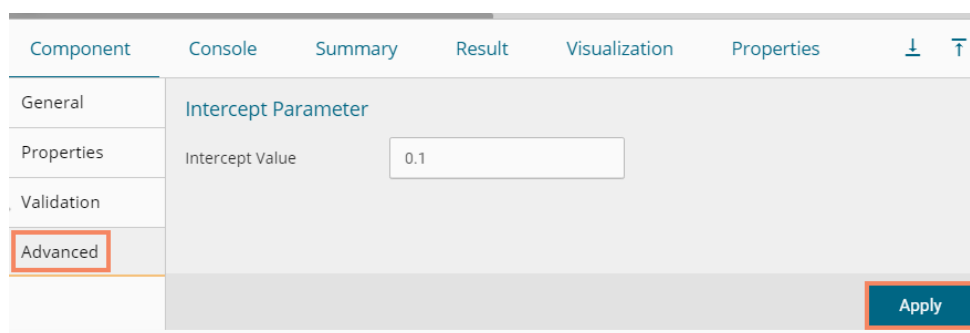 Component Console Summary Result Visualization Properties
General
Intercept Parameter
Properties
Intercept Value 0.1
Validation
Advanced
Apply